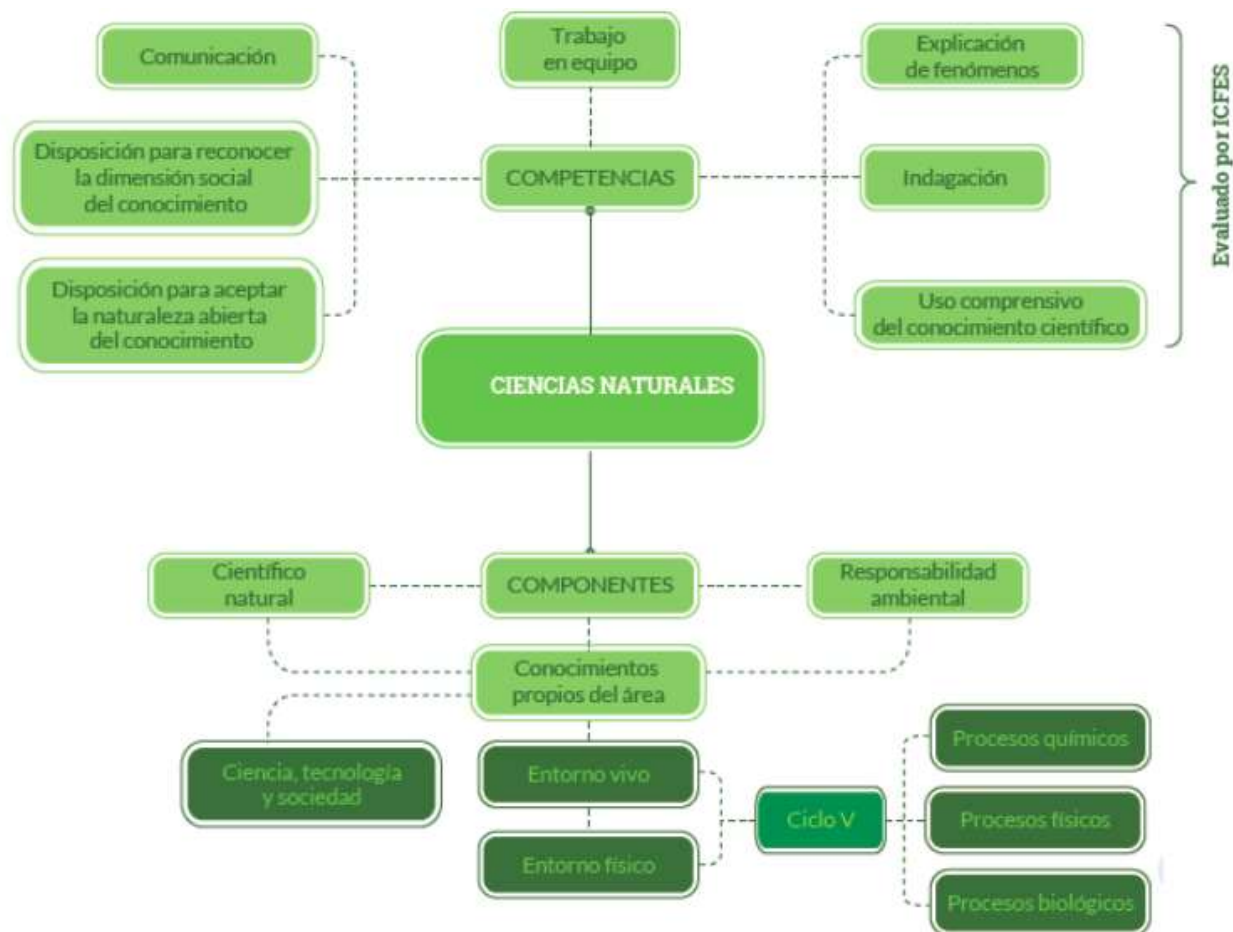 Comunicación
Trabajo
en equipo
Explicación
de fenómenos
Disposición para reconocer
la dimensión social
del conocimiento
COMPETENCIAS
Indagación
Evaluado por ICFES
Disposición para aceptar
la naturaleza abierta
del conocimiento
Uso comprensivo
del conocimiento científico
CIENCIAS NATURALES
Científico
natural
COMPONENTES
Responsabilidad
ambiental
Conocimientos
propios del área
Ciencia, tecnología
y sociedad
Entorno vivo
Entorno físico
Ciclo V
Procesos químicos
Procesos físicos
Procesos biológicos